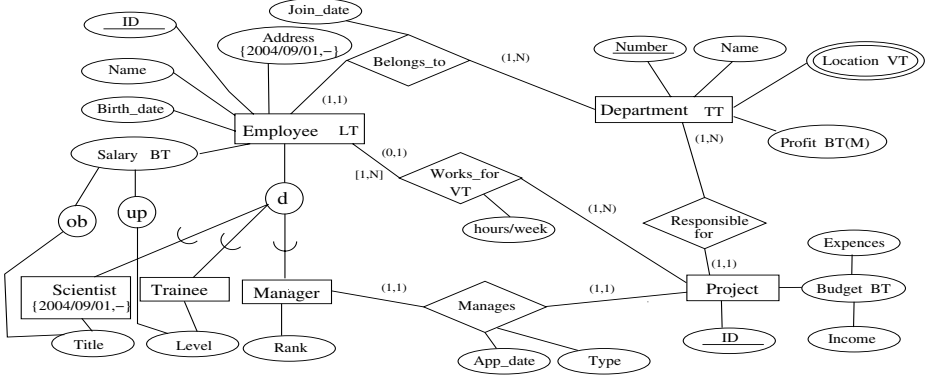 Join_date
ID
Address
{2004/09/01,−}
Belongs_to
(1,N)
Number
Name
Location VT
Name
Birth_date
(1,1)
Employee LT
Department TT
Profit BT(M)
Salary BT
(0,1)
[1,N]
Works_for
VT
(1,N)
(1,N)
ob
up
d
hours/week
Responsible
for
Expences
Scientist
{2004/09/01,−}
Trainee
Manager
(1,1)
Manages
(1,1)
(1,1)
Project
Budget BT
Title
Level
Rank
App_date
Type
ID
Income